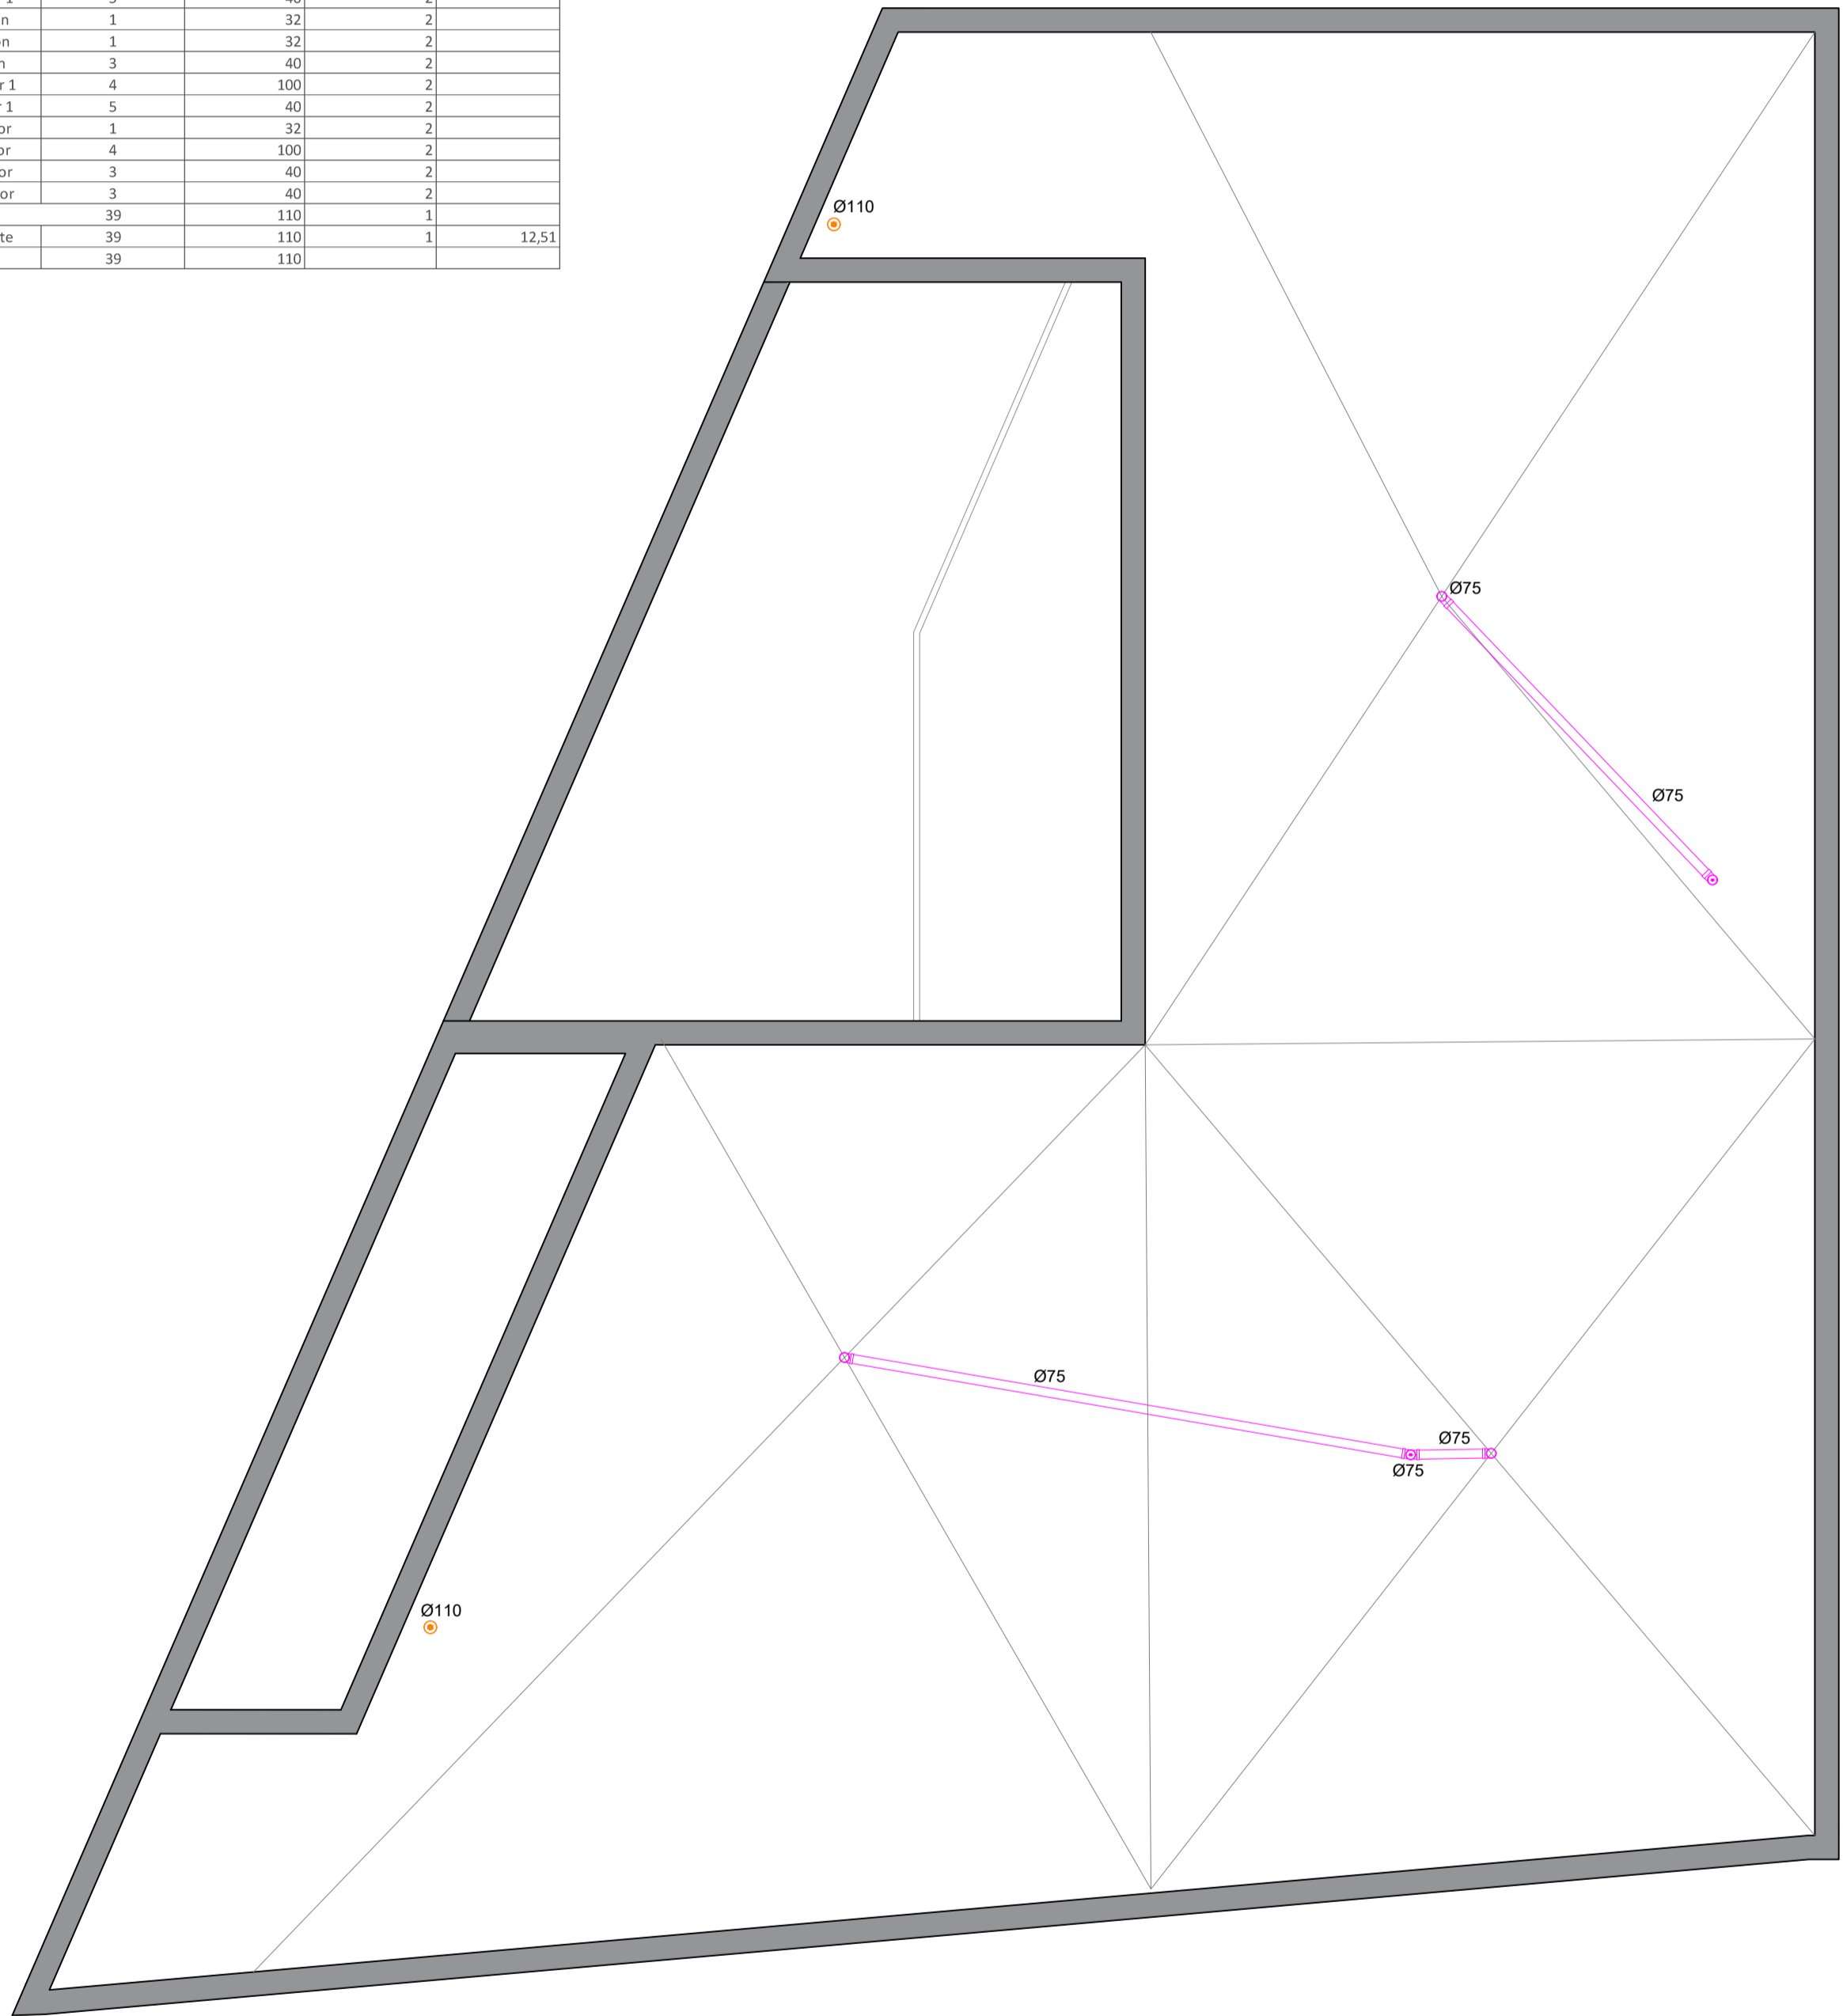 n 1 32 2
on 1 32 2
n 3 40 2
r 1 4 100 2
r 1 5 40 2
or 1 32 2
or 4 100 2
or 3 40 2
or 3 40 2
39 110 1
te 39 110 1 12,51
39 110
Ø110
Ø75
Ø75
Ø75
Ø75
Ø75
Ø110